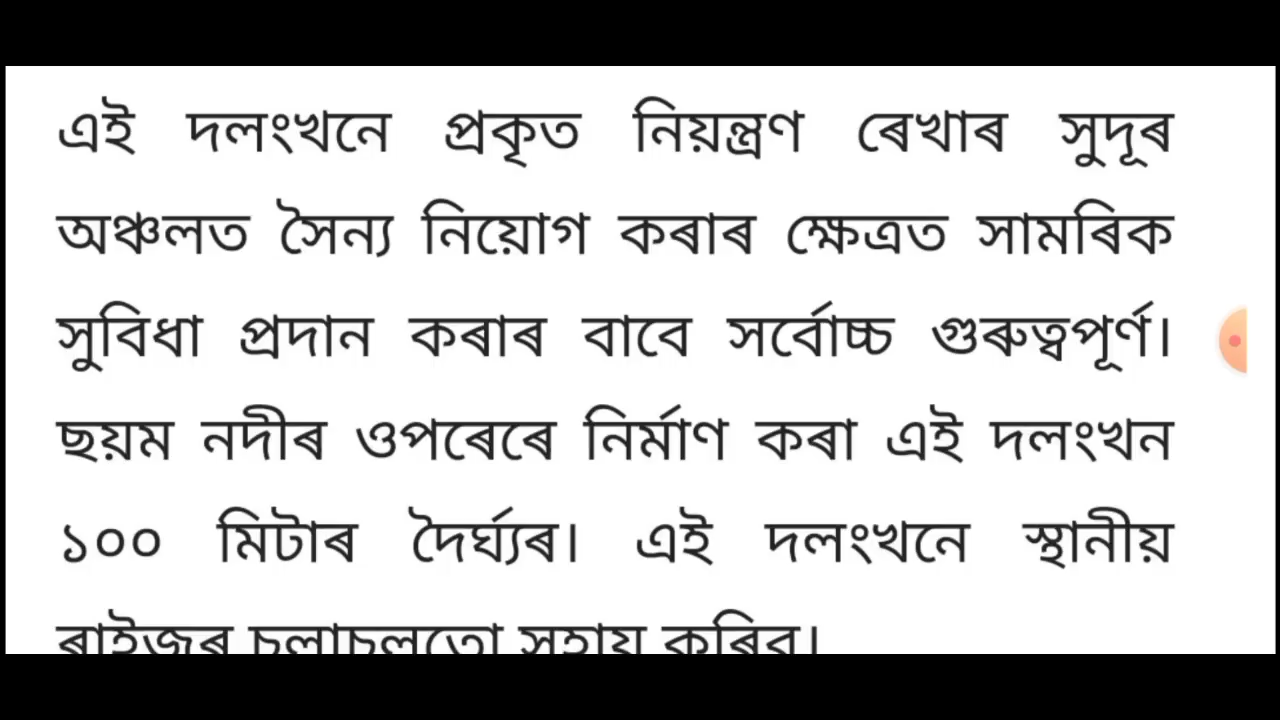 এই দলংখনে প্ৰকৃত নিয়ন্ত্ৰণ ৰেখাৰ সুদূৰ
অঞ্চলত সৈন্য নিয়োগ কৰাৰ ক্ষেত্ৰত সামৰিক
সুবিধা প্ৰদান কৰাৰ বাবে সৰ্বোচ্চ গুৰুত্বপূৰ্ণ।
ছয়ম নদীৰ ওপৰেৰে নিৰ্মাণ কৰা এই দলংখন
১০০ মিটাৰ দৈৰ্ঘ্যৰ। এই দলংখনে স্থানীয়
ৰাইজৰ চলাচলতো সহায় কৰিব।